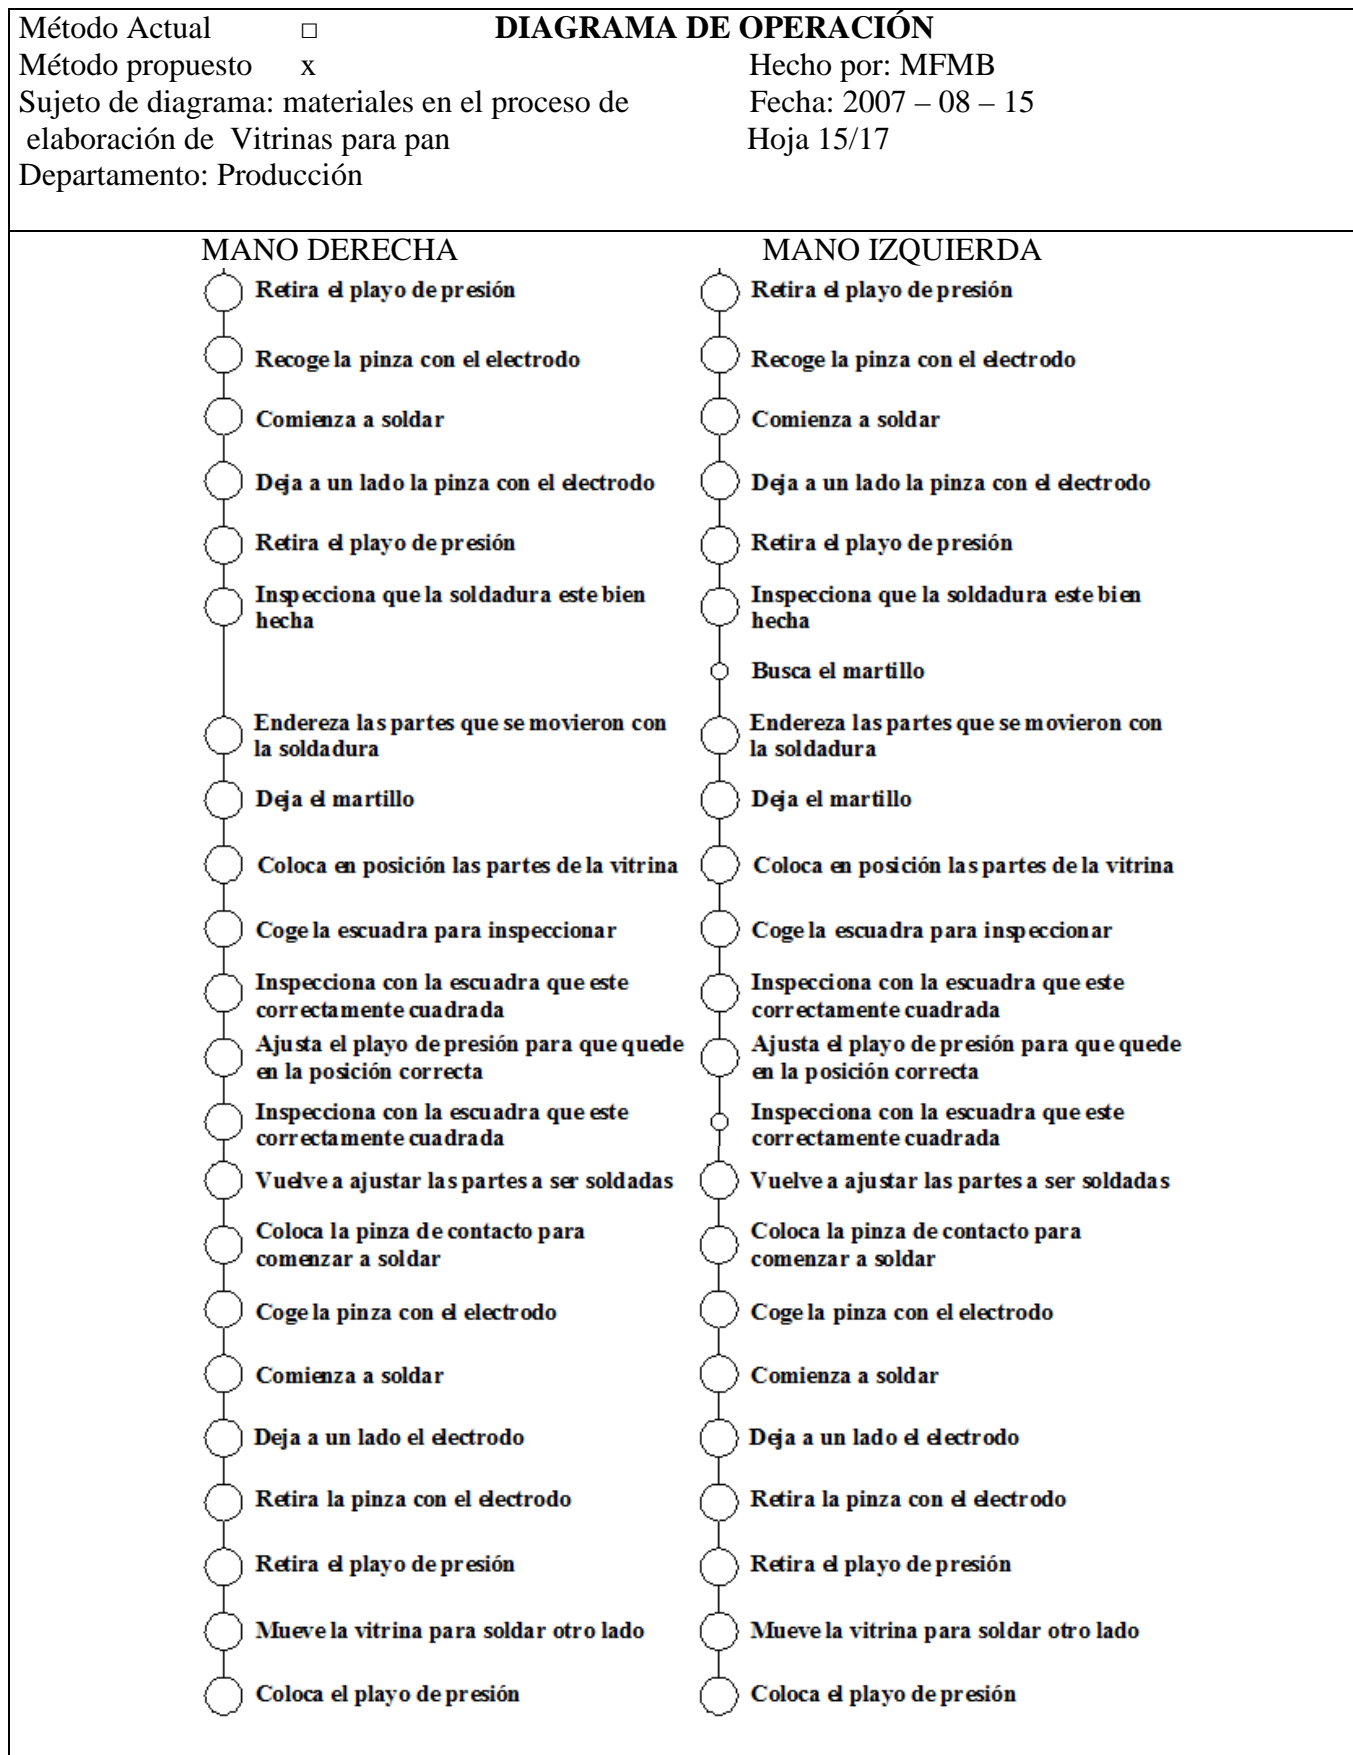 Método Actual □ DIAGRAMA DE OPERACIÓN
Método propuesto x Hecho por: MFMB
Sujeto de diagrama: materiales en el proceso de Fecha: 2007 – 08 – 15
elaboración de Vitrinas para pan Hoja 15/17
Departamento: Producción
MANO DERECHA MANO IZQUIERDA
Retira el playo de presión Retira el playo de presión
Recoge la pinza con el electrodo Recoge la pinza con el electrodo
Comienza a soldar Comienza a soldar
Deja a un lado la pinza con el electrodo Deja a un lado la pinza con el electrodo
Retira el playo de presión Retira el playo de presión
Inspecciona que la soldadura este bien Inspecciona que la soldadura este bien
hecha hecha
Busca el martillo
Endereza las partes que se movieron con Endereza las partes que se movieron con
la soldadura la soldadura
Deja el martillo Deja el martillo
Coloca en posición las partes de la vitrina Coloca en posición las partes de la vitrina
Coge la escuadra para inspeccionar Coge la escuadra para inspeccionar
Inspecciona con la escuadra que este Inspecciona con la escuadra que este
correctamente cuadrada correctamente cuadrada
Ajusta el playo de presión para que quede Ajusta el playo de presión para que quede
en la posición correcta en la posición correcta
Inspecciona con la escuadra que este Inspecciona con la escuadra que este
correctamente cuadrada correctamente cuadrada
Vuelve a ajustar las partes a ser soldadas Vuelve a ajustar las partes a ser soldadas
Coloca la pinza de contacto para Coloca la pinza de contacto para
comenzar a soldar comenzar a soldar
Coge la pinza con el electrodo Coge la pinza con el electrodo
Comienza a soldar Comienza a soldar
Deja a un lado el electrodo Deja a un lado el electrodo
Retira la pinza con el electrodo Retira la pinza con el electrodo
Retira el playo de presión Retira el playo de presión
Mueve la vitrina para soldar otro lado Mueve la vitrina para soldar otro lado
Coloca el playo de presión Coloca el playo de presión